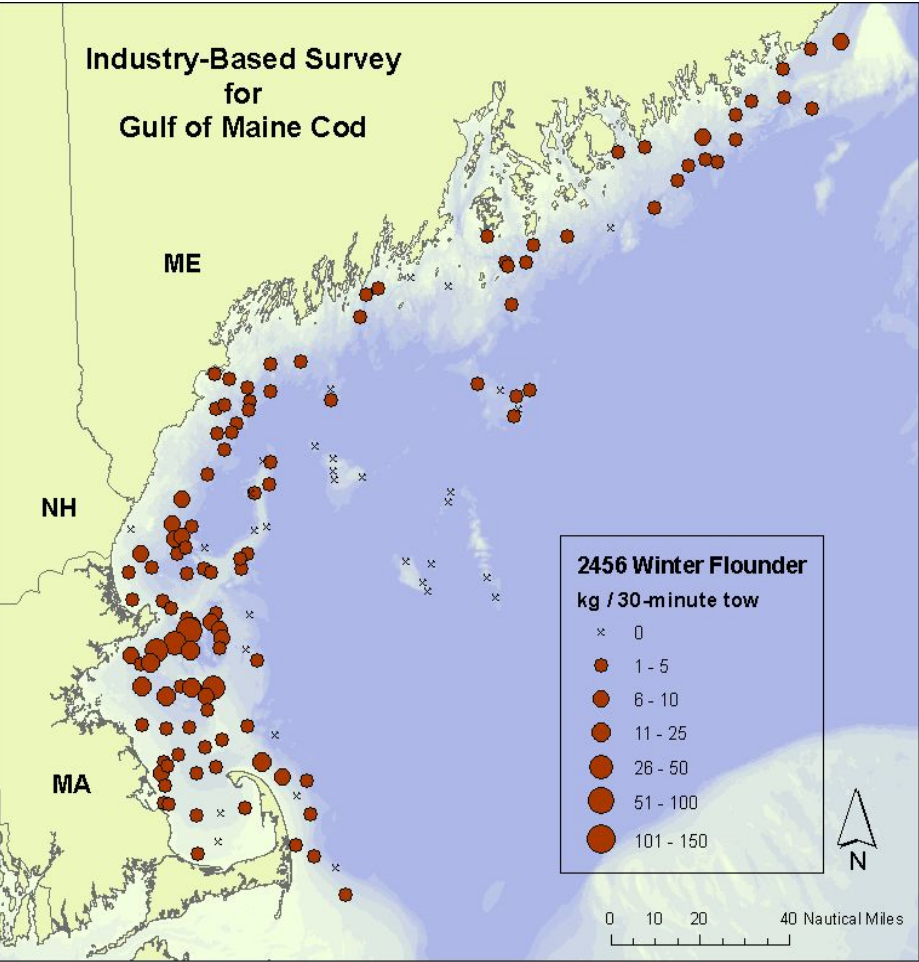 Industry-Based Survey
for
Gulf of Maine Cod
ME
NH
MA
2456 Winter Flounder
kg / 30-minute tow
0
1 - 5
6 - 10
11 - 25
26 - 50
51 - 100
101 - 150
N
0 10 20 40 Nautical Miles